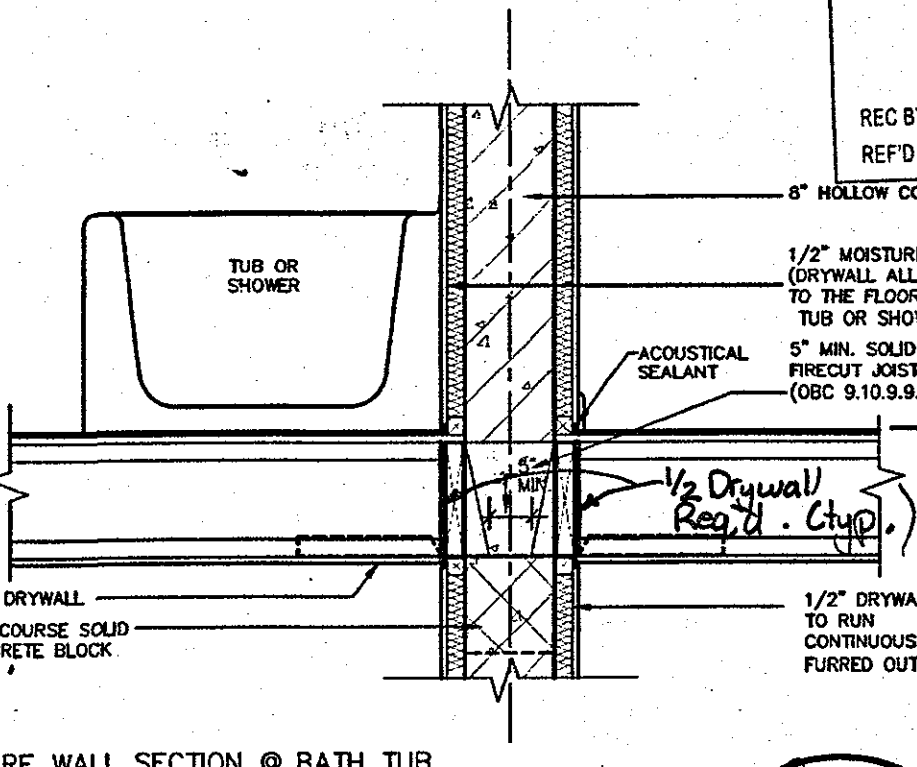 REC B
REF'D
8" HOLLOW CO
1/2" MOISTURE
(DRYWALL ALL
TO THE FLOOR
TUB OR SHOW
TUB OR
SHOWER
ACOUSTICAL
SEALANT
5" MIN. SOLID
FIRECUT JOIST
(OBC 9.10.9.9.
5"
MIN
1/2 Drywall
Req'd. (typ.)
DRYWALL
COURSE SOLID
RETE BLOCK
1/2" DRYWA
TO RUN
CONTINUOUS
FURRED OUT
RE WALL SECTION @ BATH TUB